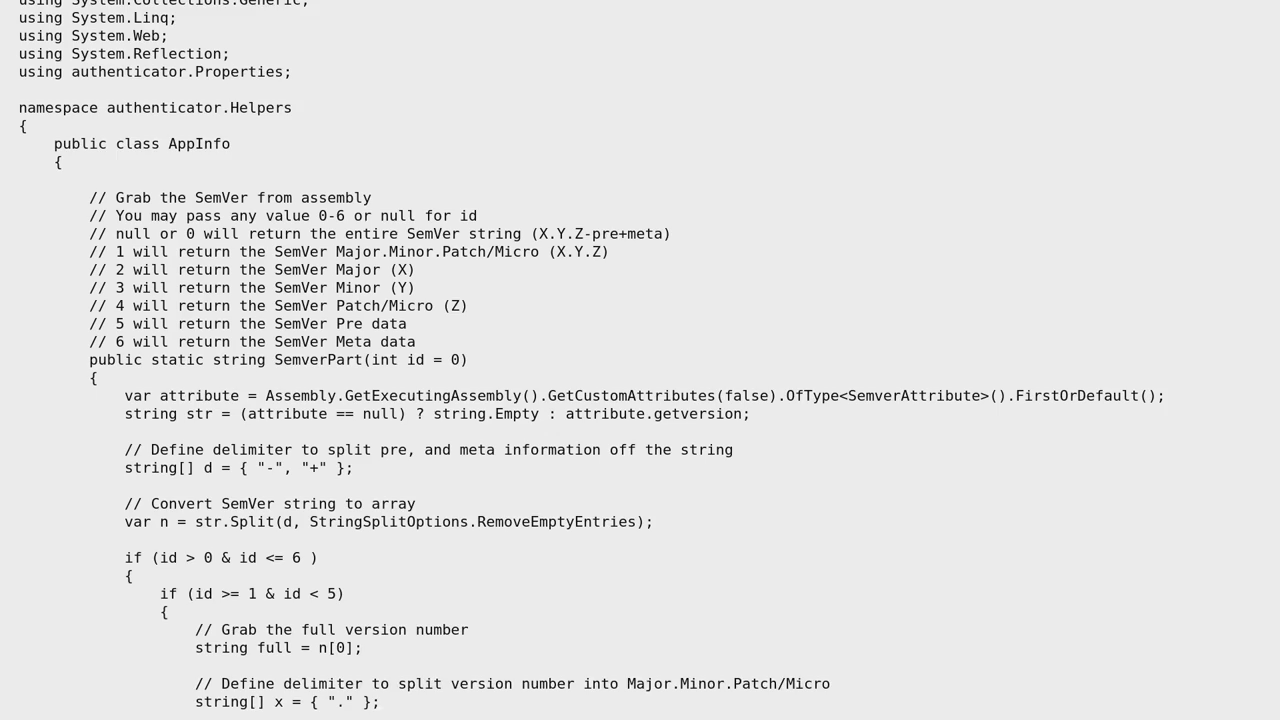 using System.Collections.Generic;
using System.Linq;
using System.Web;
using System.Reflection;
using authenticator.Properties;

namespace authenticator.Helpers
{
    public class AppInfo
    {

        // Grab the SemVer from assembly
        // You may pass any value 0-6 or null for id
        // null or 0 will return the entire SemVer string (X.Y.Z-pre+meta)
        // 1 will return the SemVer Major.Minor.Patch/Micro (X.Y.Z)
        // 2 will return the SemVer Major (X)
        // 3 will return the SemVer Minor (Y)
        // 4 will return the SemVer Patch/Micro (Z)
        // 5 will return the SemVer Pre data
        // 6 will return the SemVer Meta data
        public static string SemverPart(int id = 0)
        {
            var attribute = Assembly.GetExecutingAssembly().GetCustomAttributes(false).OfType<SemverAttribute>().FirstOrDefault();
            string str = (attribute == null) ? string.Empty : attribute.getversion;

            // Define delimiter to split pre, and meta information off the string
            string[] d = { "-", "+" };

            // Convert SemVer string to array
            var n = str.Split(d, StringSplitOptions.RemoveEmptyEntries);

            if (id > 0 & id <= 6 )
            {
                if (id >= 1 & id < 5)
                {
                    // Grab the full version number
                    string full = n[0];

                    // Define delimiter to split version number into Major.Minor.Patch/Micro
                    string[] x = { "." };